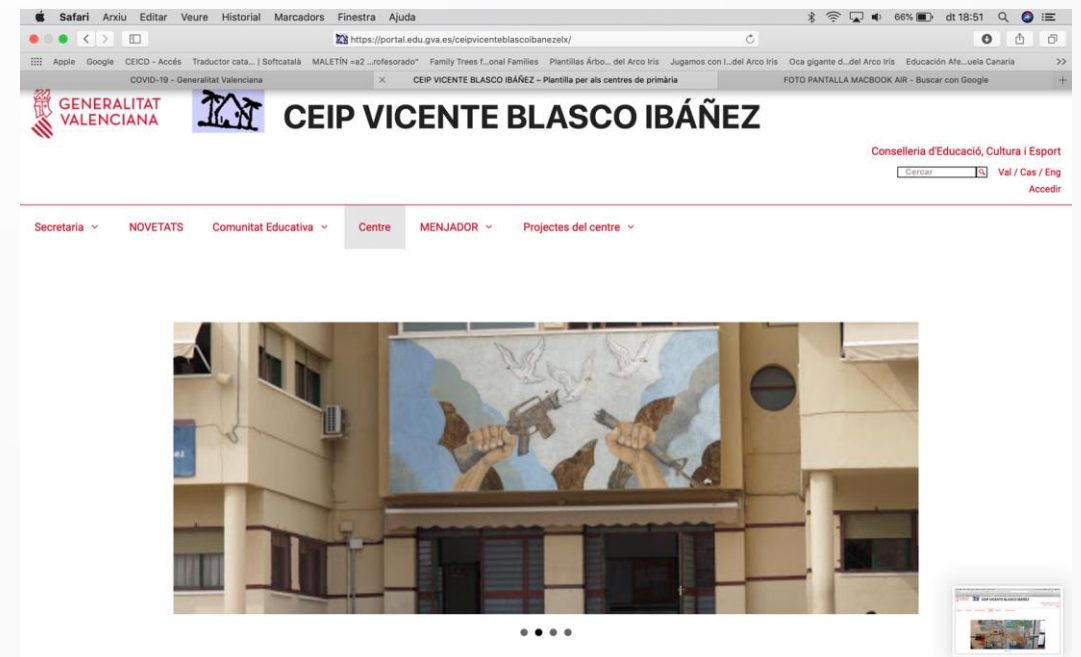 Safari Arxiu Editar Veure Historial Marcadors Finestra Ajuda 66% dt 18:51
https://portal.edu.gva.es/ceipvicenteblascoibanezelx/
Apple Google CEICD - Accés Traductor cata... | Softcatalà MALETÍN «a2 ...rofesorado" Family Trees f...onal Families Plantillas Árbo... del Arco Iris Jugamos con l...del Arco Iris Oca gigante d...del Arco Iris Educación Afe...uela Canaria >>
COVID-19 - Generalitat Valenciana × CEIP VICENTE BLASCO IBÁÑEZ – Plantilla per als centres de primària FOTO PANTALLA MACBOOK AIR - Buscar con Google +
GENERALITAT
VALENCIANA
CEIP VICENTE BLASCO IBÁÑEZ
Conselleria d'Educació, Cultura i Esport
Cercar Val / Cas / Eng
Accedir
Secretaria NOVETATS Comunitat Educativa Centre MENJADOR Projectes del centre